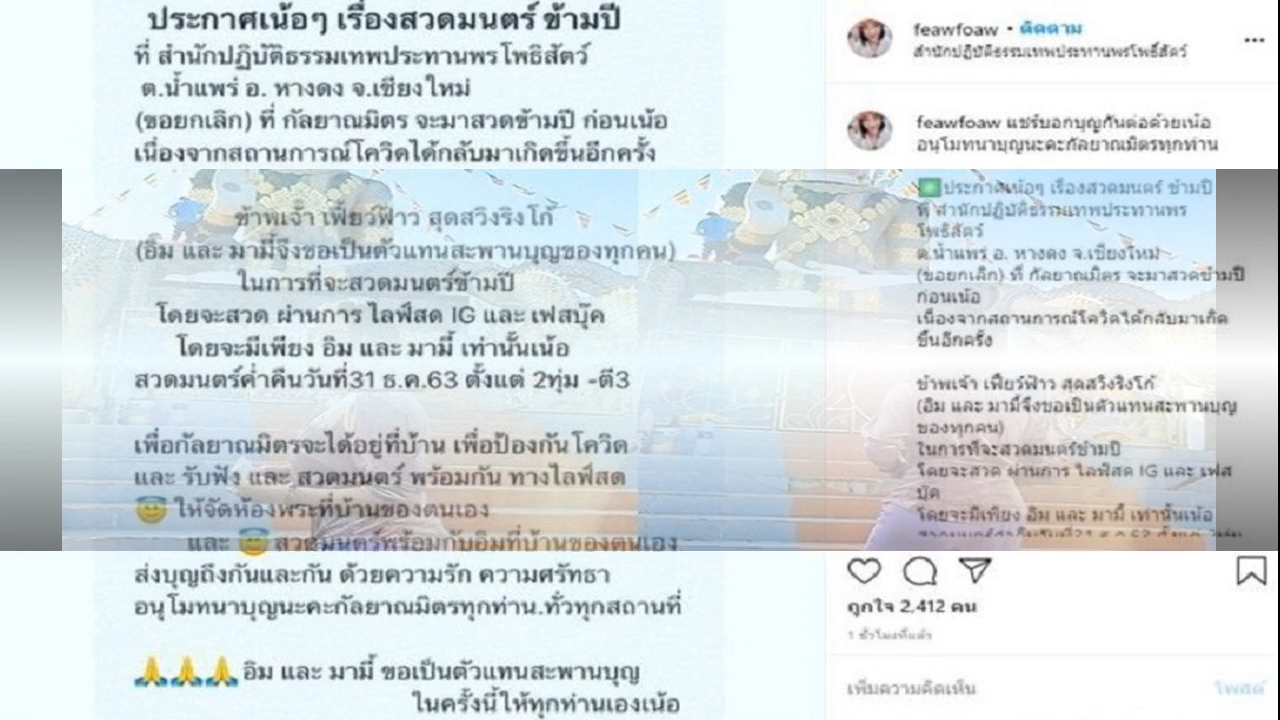 ประกาศเน้อๆ เรื่องสวดมนตร์ ข้ามปี
ที่ สำนักปฏิบัติธรรมเทพประทานพรโพธิสัตว์
ต.น้ำแพร่ อ. หางดง จ.เชียงใหม่
(ขอยกเลิก) ที่ กัลยาณมิตร จะมาสวดข้ามปี ก่อนเน้อ
เนื่องจากสถานการณ์โควิดได้กลับมาเกิดขึ้นอีกครั้ง
ข้าพเจ้า เฟี๊ยว์ฟ้าว สุดสวิงริงโก้
(อิม และ มามี้จึงขอเป็นตัวแทนสะพานบุญของทุกคน)
ในการที่จะสวดมนตร์ข้ามปี
โดยจะสวด ผ่านการ ไลฟ์สด IG และ เฟสบุ๊ค
โดยจะมีเพียง อิม และ มามี้ เท่านั้นเน้อ
สวดมนตร์ค่ำคืนวันที่31 ธ.ค.63 ตั้งแต่ 2ทุ่ม -ตี3
เพื่อกัลยาณมิตรจะได้อยู่ที่บ้าน เพื่อป้องกันโควิด
และ รับฟัง และ สวดมนตร์ พร้อมกัน ทางไลฟ์สด
😇 ให้จัดห้องพระที่บ้านของตนเอง
และ 😇 สวดมนตร์พร้อมกับอิมที่บ้านของตนเอง
ส่งบุญถึงกันและกัน ด้วยความรัก ความศรัทธา
อนุโมทนาบุญนะคะกัลยาณมิตรทุกท่าน.ทั่วทุกสถานที่
🙏🙏🙏 อิม และ มามี้ ขอเป็นตัวแทนสะพานบุญ
ในครั้งนี้ให้ทุกท่านเองเน้อ
feawfoaw • ติดตาม
สำนักปฏิบัติธรรมเทพประทานพรโพธิ์สัตว์
feawfoaw แชร์บอกบุญกันต่อด้วยเน้อ
อนุโมทนาบุญนะคะกัลยาณมิตรทุกท่าน
ประกาศเน้อๆ เรื่องสวดมนตร์ ข้ามปี
ที่ สำนักปฏิบัติธรรมเทพประทานพร
โพธิสัตว์
ต.น้ำแพร่ อ. หางดง จ.เชียงใหม่
(ขอยกเลิก) ที่ กัลยาณมิตร จะมาสวดข้ามปี
ก่อนเน้อ
เนื่องจากสถานการณ์โควิดได้กลับมาเกิด
ขึ้นอีกครั้ง
ข้าพเจ้า เฟี๊ยว์ฟ้าว สุดสวิงริงโก้
(อิม และ มามี้จึงขอเป็นตัวแทนสะพานบุญ
ของทุกคน)
ในการที่จะสวดมนตร์ข้ามปี
โดยจะสวด ผ่านการ ไลฟ์สด IG และ เฟส
บุ๊ค
โดยจะมีเพียง อิม และ มามี้ เท่านั้นเน้อ
ถูกใจ 2,412 คน
1 ชั่วโมงที่แล้ว
เพิ่มความคิดเห็น
โพสต์